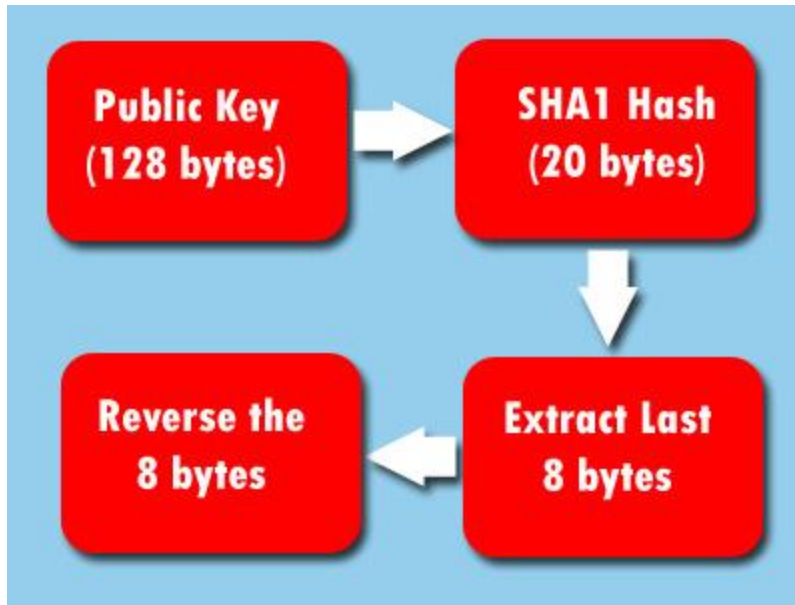 Public Key
(128 bytes)
SHA1 Hash
(20 bytes)
Extract Last
8 bytes
Reverse the
8 bytes